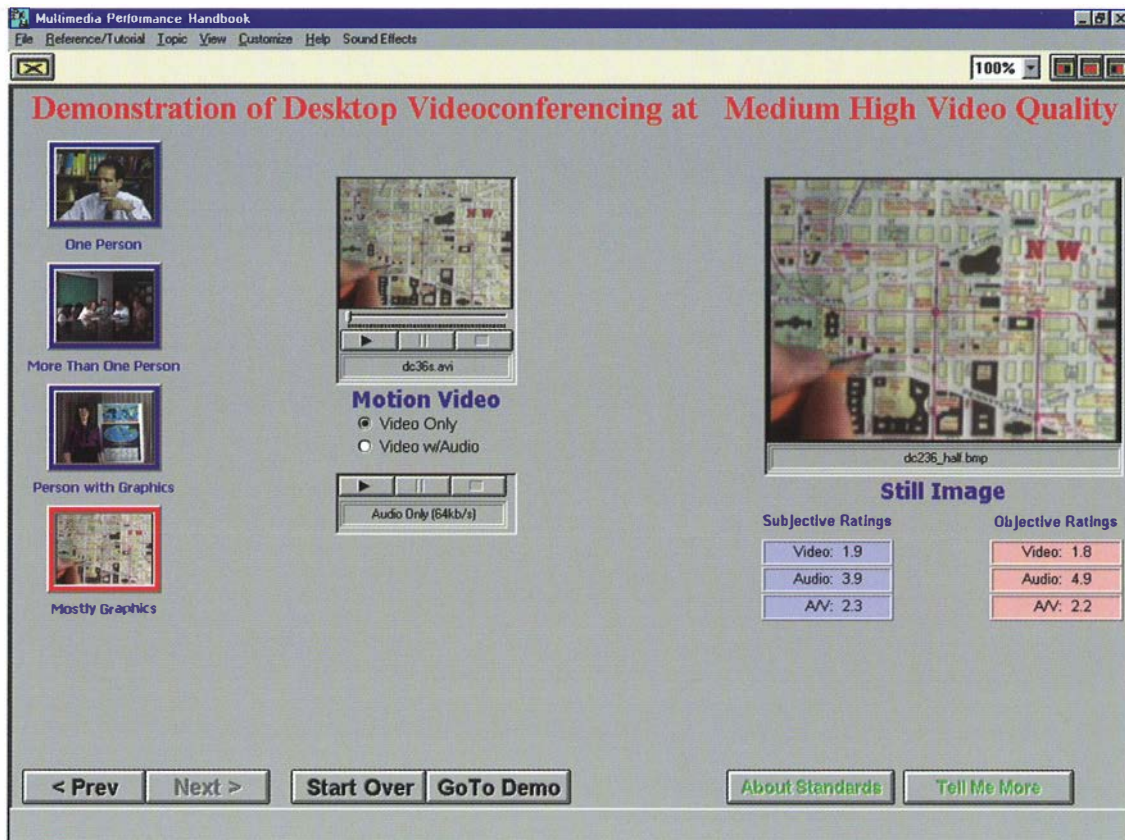 Multimedia Performance Handbook
File Reference/Tutorial Topic View Customize Help Sound Effects
100%
Demonstration of Desktop Videoconferencing at Medium High Video Quality
One Person
More Than One Person
Person with Graphics
Mostly Graphics
N W
dc36s.avi
Motion Video
Video Only
Video w/Audio
Audio Only (64kb/s)
N W
dc236_half.bmp
Still Image
Subjective Ratings
Video: 1.9
Audio: 3.9
A/V: 2.3
Objective Ratings
Video: 1.8
Audio: 4.9
A/V: 2.2
< Prev
Next >
Start Over
GoTo Demo
About Standards
Tell Me More